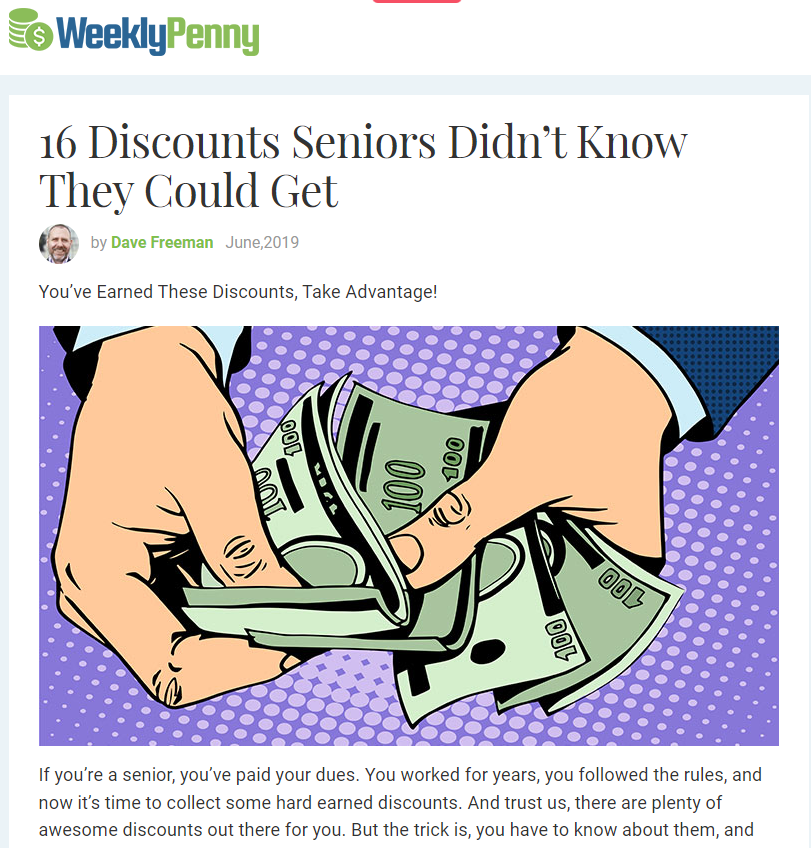 WeeklyPenny
16 Discounts Seniors Didn’t Know
They Could Get
by Dave Freeman June,2019
You’ve Earned These Discounts, Take Advantage!
100
100
100
100
100
100
If you’re a senior, you’ve paid your dues. You worked for years, you followed the rules, and
now it’s time to collect some hard earned discounts. And trust us, there are plenty of
awesome discounts out there for you. But the trick is, you have to know about them, and